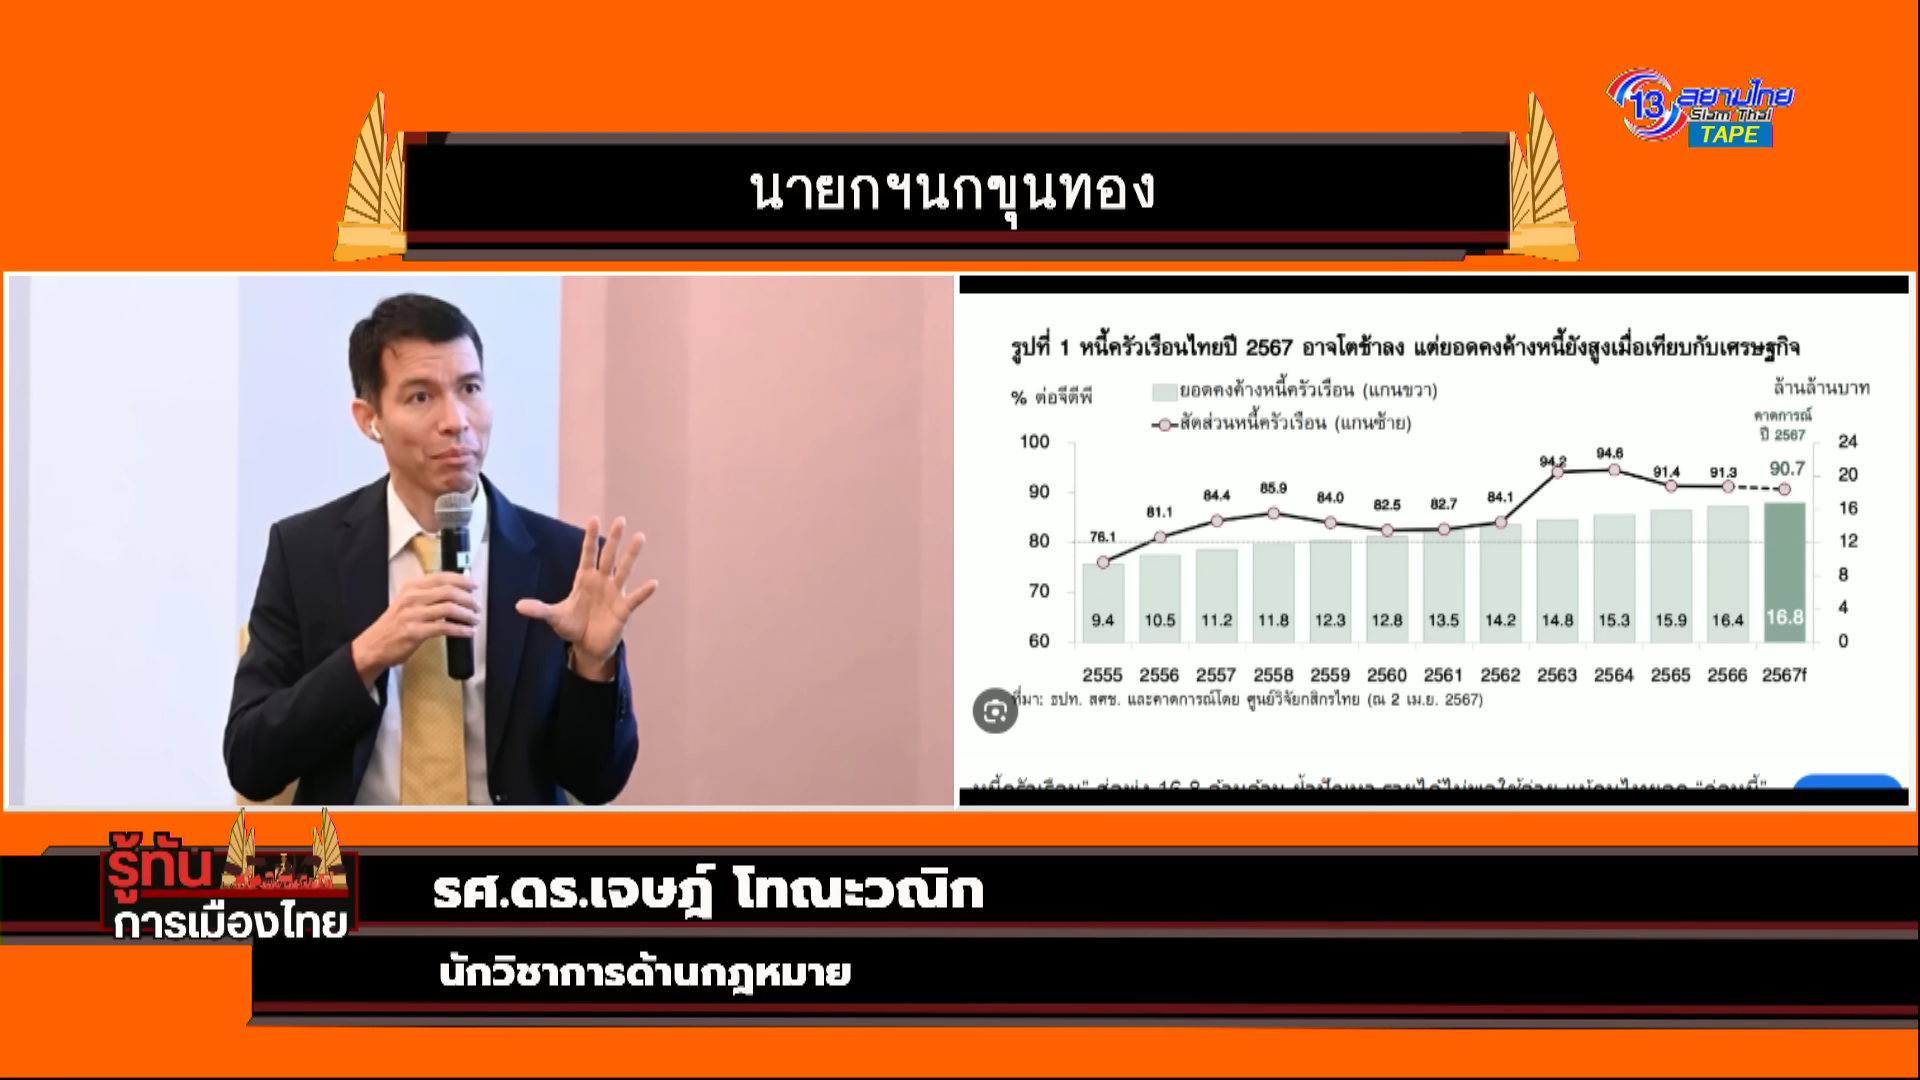 13 สยามไทย
Siam Thai
TAPE
นายกฯนกขุนทอง
รูปที่ 1 หนี้ครัวเรือนไทยปี 2567 อาจโตช้าลง แต่ยอดคงค้างหนี้ยังสูงเมื่อเทียบกับเศรษฐกิจ
% ต่อจีดีพี
ยอดคงค้างหนี้ครัวเรือน (แกนขวา)
ล้านล้านบาท
สัดส่วนหนี้ครัวเรือน (แกนซ้าย)
คาดการณ์
ปี 2567
100 90 80 70 60
24 20 16 12 8 4 0
76.1 81.1 84.4 85.9 84.0 82.5 82.7 84.1 94.2 94.6 91.4 91.3 90.7
9.4 10.5 11.2 11.8 12.3 12.8 13.5 14.2 14.8 15.3 15.9 16.4 16.8
2555 2556 2557 2558 2559 2560 2561 2562 2563 2564 2565 2566 2567f
ที่มา: ธปท. สศช. และคาดการณ์โดย ศูนย์วิจัยกสิกรไทย (ณ 2 เม.ย. 2567)
รู้ทัน
การเมืองไทย
รศ.ดร.เจษฎ์ โทณะวณิก
นักวิชาการด้านกฎหมาย